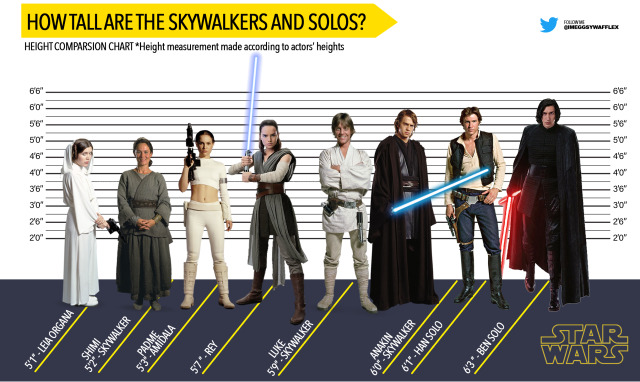 HOW TALL ARE THE SKYWALKERS AND SOLOS?
FOLLOW ME
@IMEGGSYWAFFLEX
HEIGHT COMPARSION CHART *Height measurement made according to actors' heights
6'6" 6'6"
6'0" 6'0"
5'6" 5'6"
5'0" 5'0"
4'6" 4'6"
4'0" 4'0"
3'6" 3'6"
3'0" 3'0"
2'6" 2'6"
2'0" 2'0"
5'1" - LEIA ORGANA
SHIMI
5'2" - SKYWALKER
PADME
5'3" - AMIDALA
5'7" - REY
LUKE
5'9" - SKYWALKER
ANAKIN
6'0" - SKYWALKER
6'1" - HAN SOLO
6'3" - BEN SOLO
STAR
WARS